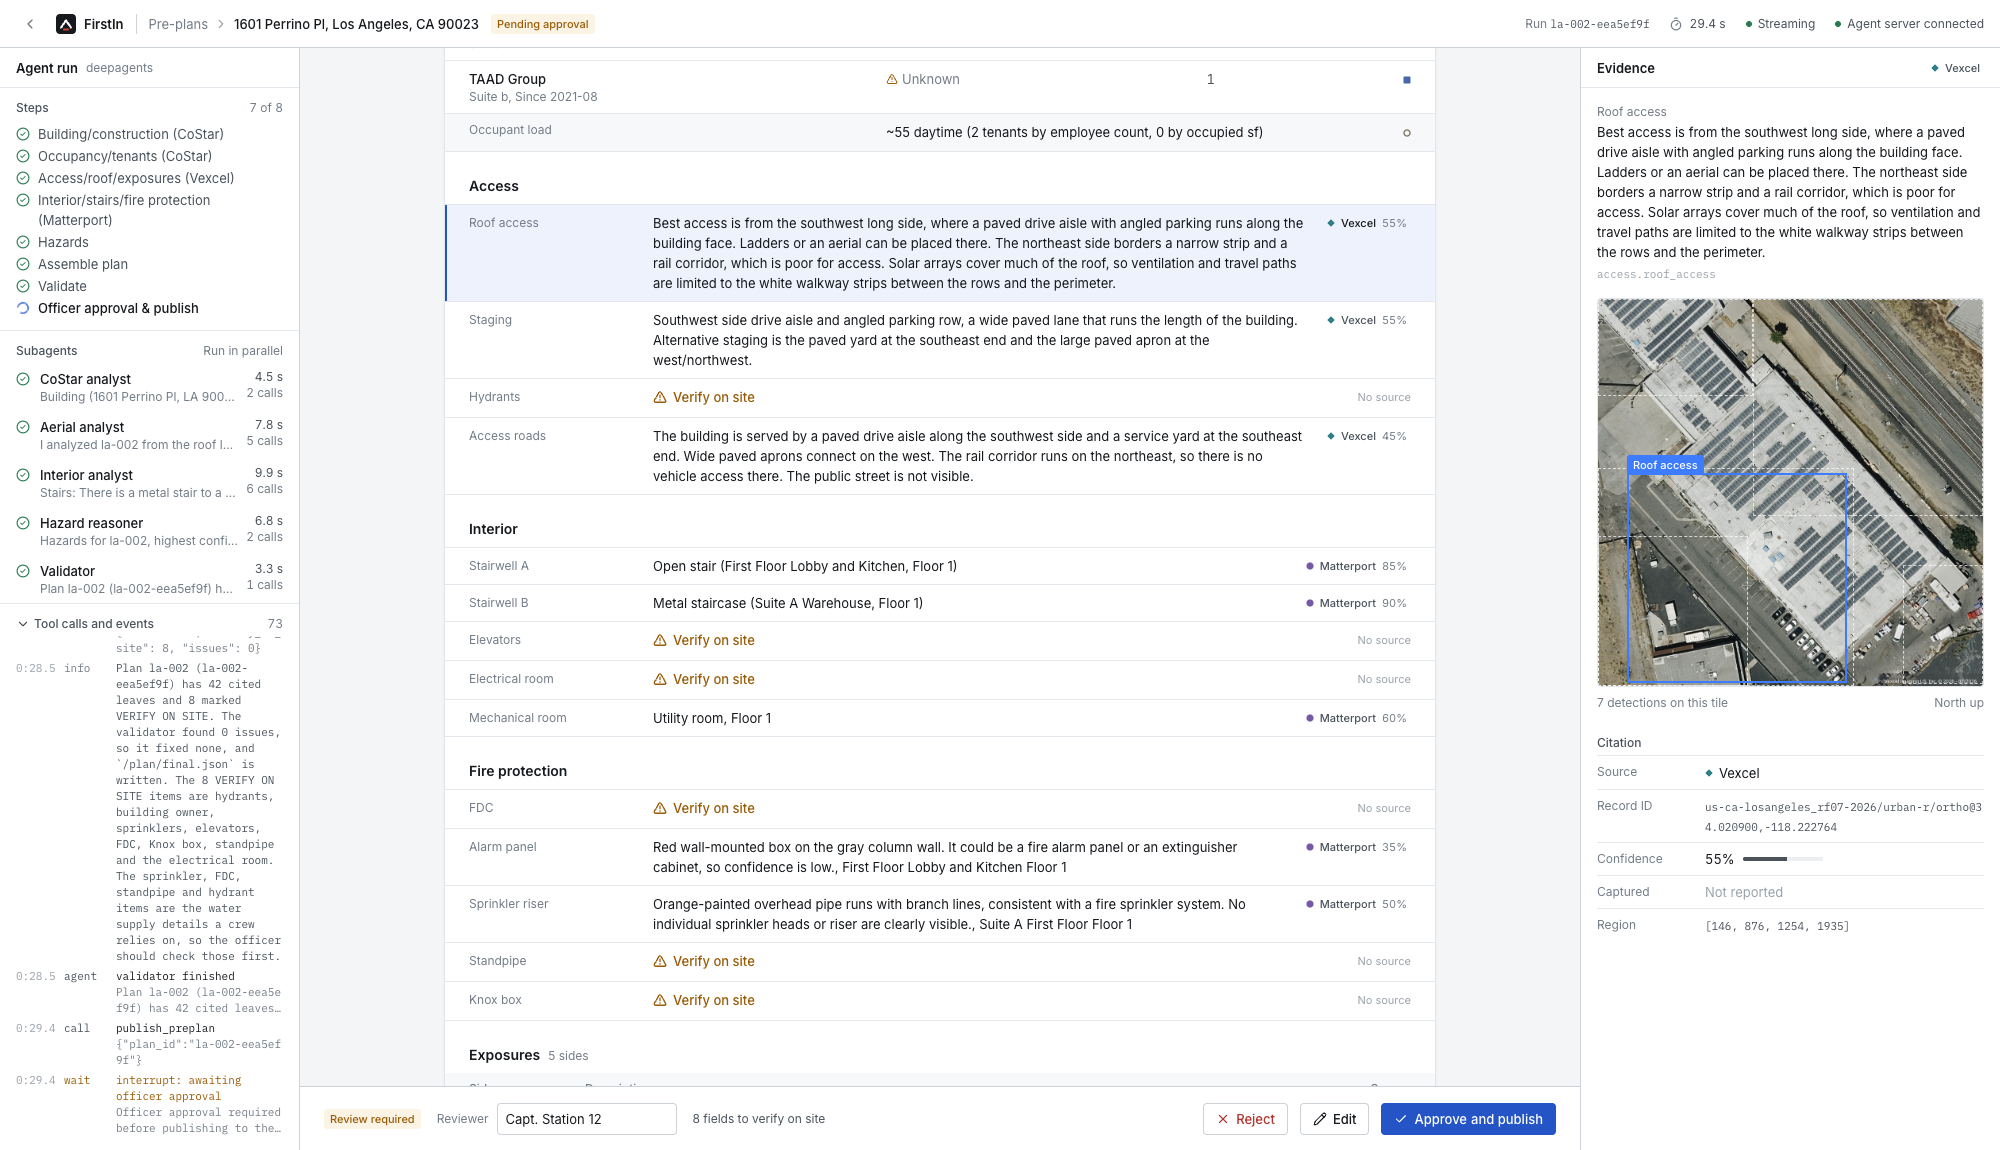 FirstIn
Pre-plans > 1601 Perrino Pl, Los Angeles, CA 90023
Pending approval
Run la-002-eea5ef9f
29.4 s
Streaming
Agent server connected
Agent run deepagents
Steps 7 of 8
Building/construction (CoStar)
Occupancy/tenants (CoStar)
Access/roof/exposures (Vexcel)
Interior/stairs/fire protection
(Matterport)
Hazards
Assemble plan
Validate
Officer approval & publish
Subagents Run in parallel
CoStar analyst 4.5 s
Building (1601 Perrino Pl, LA 900... 2 calls
Aerial analyst 7.8 s
I analyzed la-002 from the roof l... 5 calls
Interior analyst 9.9 s
Stairs: There is a metal stair to a ... 6 calls
Hazard reasoner 6.8 s
Hazards for la-002, highest confi... 2 calls
Validator 3.3 s
Plan la-002 (la-002-eea5ef9f) h... 1 calls
Tool calls and events 73
site": 8, "issues": 0}
0:28.5 info Plan la-002 (la-002-
eea5ef9f) has 42 cited
leaves and 8 marked
VERIFY ON SITE. The
validator found 0 issues,
so it fixed none, and
`/plan/final.json` is
written. The 8 VERIFY ON
SITE items are hydrants,
building owner,
sprinklers, elevators,
FDC, Knox box, standpipe
and the electrical room.
The sprinkler, FDC,
standpipe and hydrant
items are the water
supply details a crew
relies on, so the officer
should check those first.
0:28.5 agent validator finished
Plan la-002 (la-002-eea5e
f9f) has 42 cited leaves…
0:29.4 call publish_preplan
{"plan_id":"la-002-eea5ef
9f"}
0:29.4 wait interrupt: awaiting
officer approval
Officer approval required
before publishing to the…
TAAD Group Unknown 1
Suite b, Since 2021-08
Occupant load ~55 daytime (2 tenants by employee count, 0 by occupied sf)
Access
Roof access Best access is from the southwest long side, where a paved drive aisle with angled parking runs along the Vexcel 55%
building face. Ladders or an aerial can be placed there. The northeast side borders a narrow strip and a
rail corridor, which is poor for access. Solar arrays cover much of the roof, so ventilation and travel paths
are limited to the white walkway strips between the rows and the perimeter.
Staging Southwest side drive aisle and angled parking row, a wide paved lane that runs the length of the building. Vexcel 55%
Alternative staging is the paved yard at the southeast end and the large paved apron at the
west/northwest.
Hydrants Verify on site No source
Access roads The building is served by a paved drive aisle along the southwest side and a service yard at the southeast Vexcel 45%
end. Wide paved aprons connect on the west. The rail corridor runs on the northeast, so there is no
vehicle access there. The public street is not visible.
Interior
Stairwell A Open stair (First Floor Lobby and Kitchen, Floor 1) Matterport 85%
Stairwell B Metal staircase (Suite A Warehouse, Floor 1) Matterport 90%
Elevators Verify on site No source
Electrical room Verify on site No source
Mechanical room Utility room, Floor 1 Matterport 60%
Fire protection
FDC Verify on site No source
Alarm panel Red wall-mounted box on the gray column wall. It could be a fire alarm panel or an extinguisher Matterport 35%
cabinet, so confidence is low., First Floor Lobby and Kitchen Floor 1
Sprinkler riser Orange-painted overhead pipe runs with branch lines, consistent with a fire sprinkler system. No Matterport 50%
individual sprinkler heads or riser are clearly visible., Suite A First Floor Floor 1
Standpipe Verify on site No source
Knox box Verify on site No source
Exposures 5 sides
Review required Reviewer Capt. Station 12 8 fields to verify on site
Reject
Edit
Approve and publish
Evidence Vexcel
Roof access
Best access is from the southwest long side, where a paved
drive aisle with angled parking runs along the building face.
Ladders or an aerial can be placed there. The northeast side
borders a narrow strip and a rail corridor, which is poor for
access. Solar arrays cover much of the roof, so ventilation and
travel paths are limited to the white walkway strips between
the rows and the perimeter.
access.roof_access
Roof access
7 detections on this tile North up
Citation
Source Vexcel
Record ID us-ca-losangeles_rf07-2026/urban-r/ortho@3
4.020900,-118.222764
Confidence 55%
Captured Not reported
Region [146, 876, 1254, 1935]